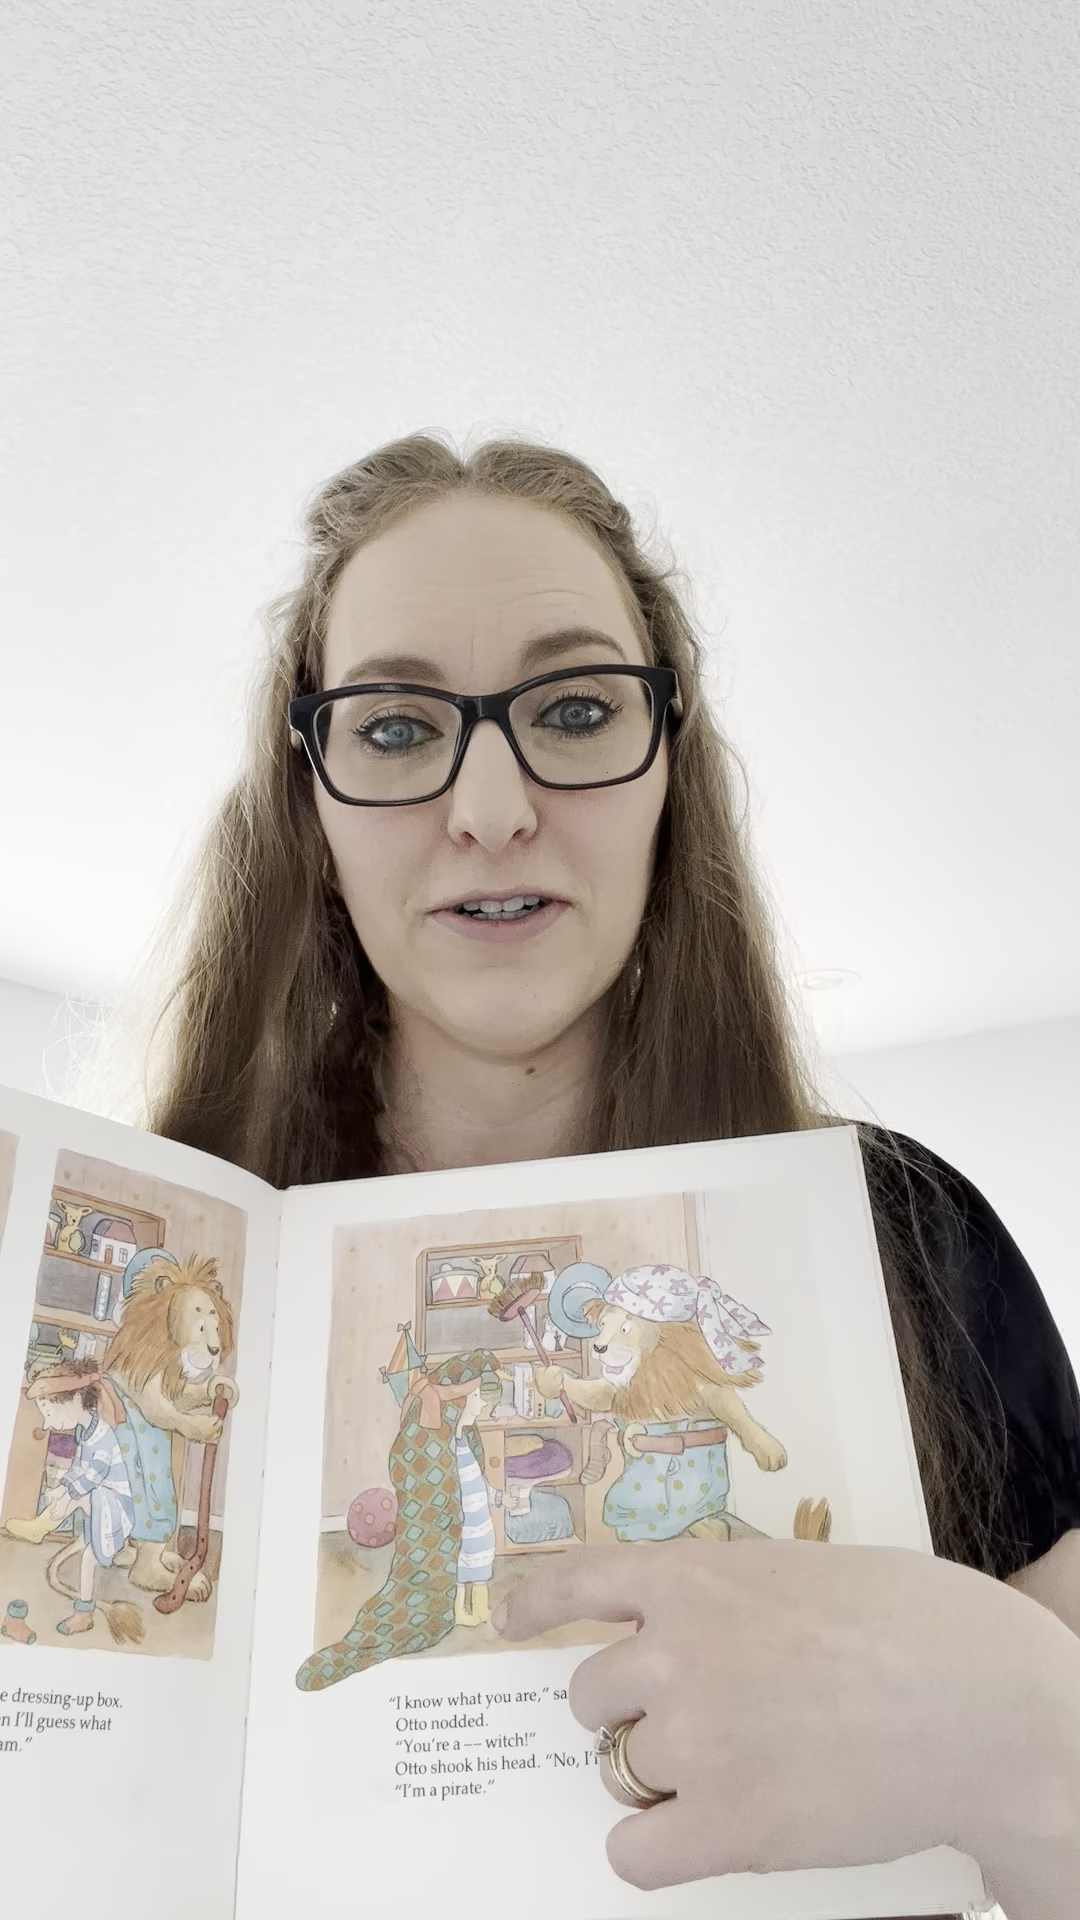 e dressing-up box.
n I'll guess what
am."
"I know what you are," sa
Otto nodded.
"You're a –– witch!"
Otto shook his head. "No, I'
"I'm a pirate."